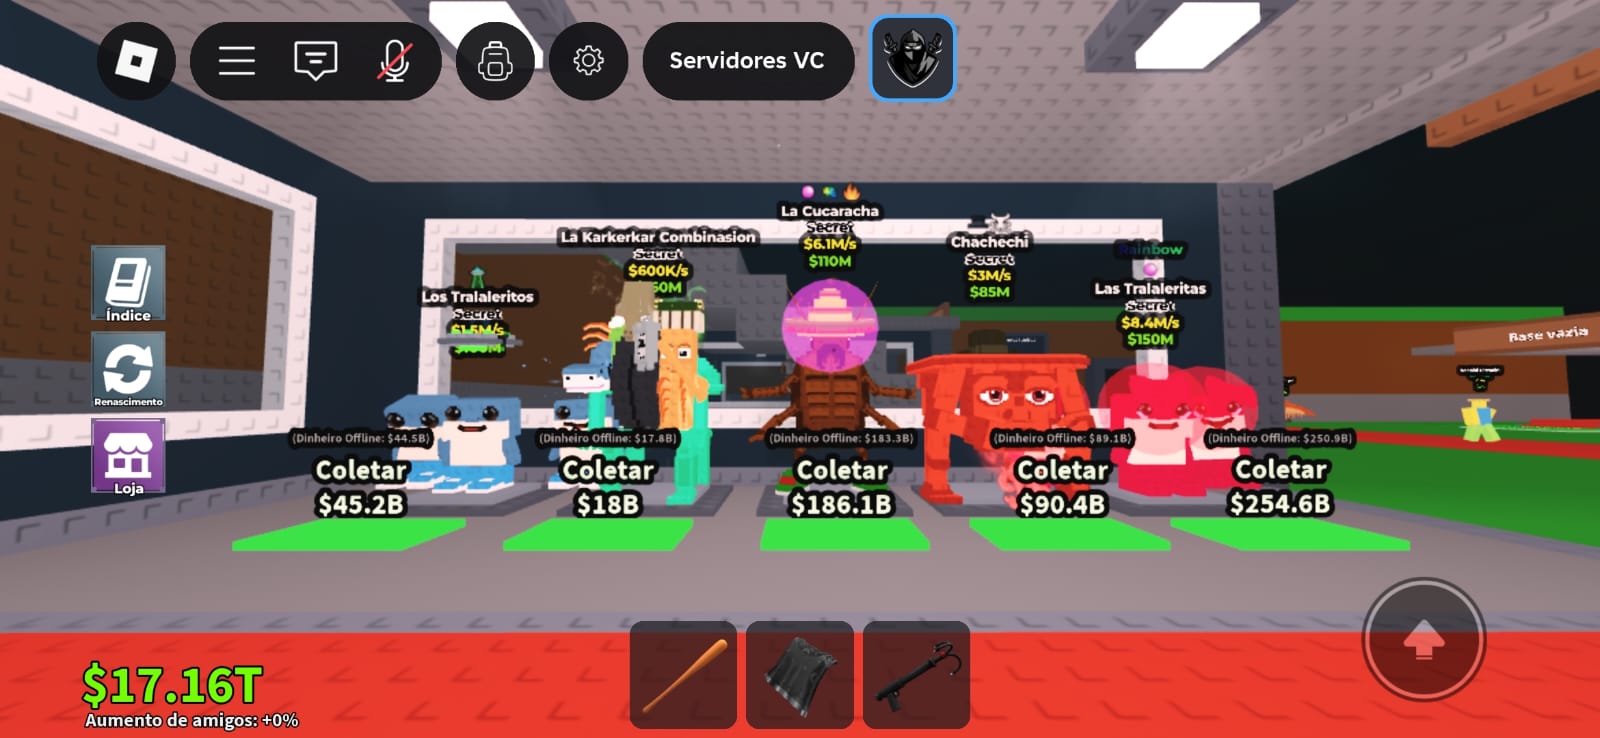 Servidores VC
Índice
Renascimento
Loja
Los Tralaleritos
Secret
$1.5M/s
La Karkerkar Combinasion
Secret
$600K/s
La Cucaracha
Secret
$6.1M/s
$110M
Chachechi
Secret
$3M/s
$85M
Rainbow
Las Tralaleritas
Secret
$8.4M/s
$150M
Base vazia
(Dinheiro Offline: $44.5B)
Coletar
$45.2B
(Dinheiro Offline: $17.8B)
Coletar
$18B
(Dinheiro Offline: $183.3B)
Coletar
$186.1B
(Dinheiro Offline: $89.1B)
Coletar
$90.4B
(Dinheiro Offline: $250.9B)
Coletar
$254.6B
$17.16T
Aumento de amigos: +0%